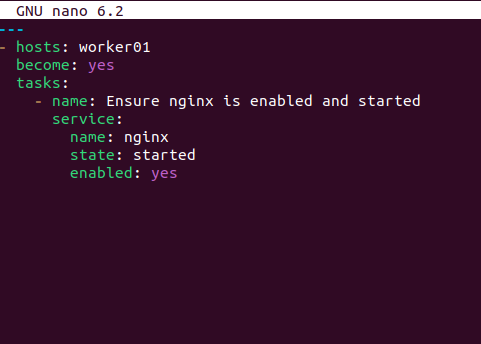 GNU nano 6.2
---
- hosts: worker01
  become: yes
  tasks:
    - name: Ensure nginx is enabled and started
      service:
        name: nginx
        state: started
        enabled: yes